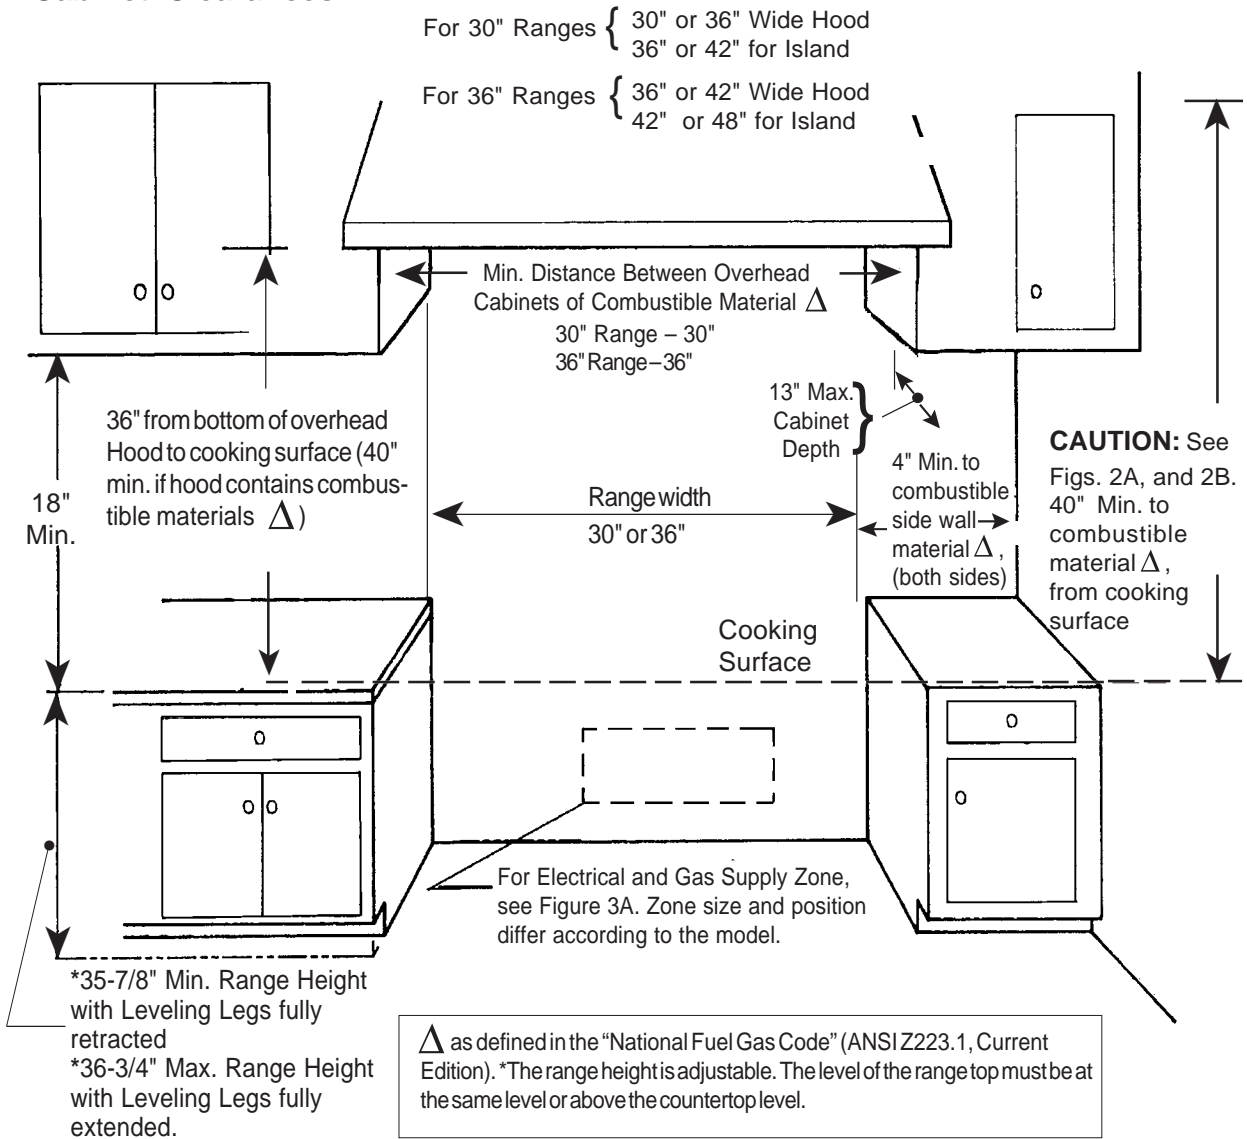 For 30" Ranges { 30" or 36" Wide Hood
36" or 42" for Island
For 36" Ranges { 36" or 42" Wide Hood
42" or 48" for Island
Min. Distance Between Overhead
Cabinets of Combustible Material Δ
30" Range – 30"
36" Range – 36"
36" from bottom of overhead
Hood to cooking surface (40"
min. if hood contains combus-
tible materials Δ )
18"
Min.
13" Max.
Cabinet
Depth
}
Range width
30" or 36"
4" Min. to
combustible
side wall
material Δ ,
(both sides)
CAUTION: See
Figs. 2A, and 2B.
40" Min. to
combustible
material Δ ,
from cooking
surface
Cooking
Surface
For Electrical and Gas Supply Zone,
see Figure 3A. Zone size and position
differ according to the model.
*35-7/8" Min. Range Height
with Leveling Legs fully
retracted
*36-3/4" Max. Range Height
with Leveling Legs fully
extended.
Δ as defined in the “National Fuel Gas Code” (ANSI Z223.1, Current
Edition). *The range height is adjustable. The level of the range top must be at
the same level or above the countertop level.